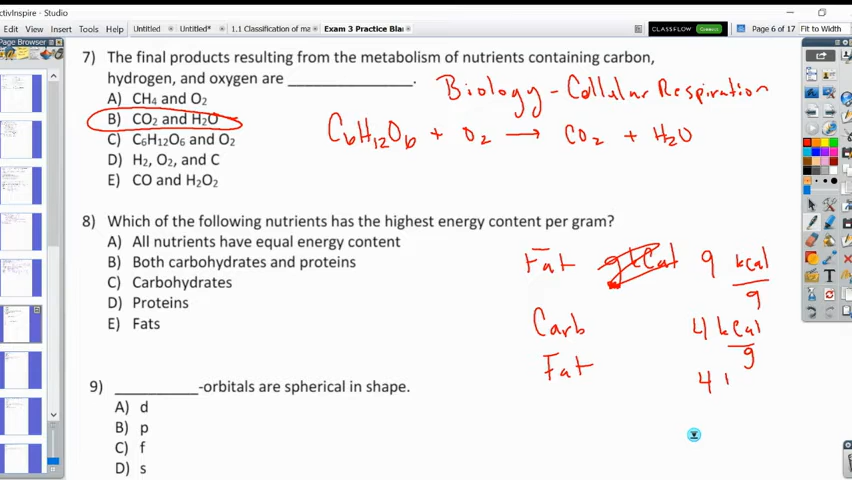 ctivInspire - Studio
Edit View Insert Tools Help Untitled Untitled* 1.1 Classification of ma Exam 3 Practice Blan CLASSFLOW Connect Page 6 of 17 Fit to Width
Page Browser
7) The final products resulting from the metabolism of nutrients containing carbon,
hydrogen, and oxygen are ______________.
A) CH4 and O2
B) CO2 and H2O
C) C6H12O6 and O2
D) H2, O2, and C
E) CO and H2O2
Biology - Cellular Respiration
C6H12O6 + O2 → CO2 + H2O
8) Which of the following nutrients has the highest energy content per gram?
A) All nutrients have equal energy content
B) Both carbohydrates and proteins
C) Carbohydrates
D) Proteins
E) Fats
Fat 9 kcal
g
Carb 4 kcal
g
Fat 4
9) __________-orbitals are spherical in shape.
A) d
B) p
C) f
D) s